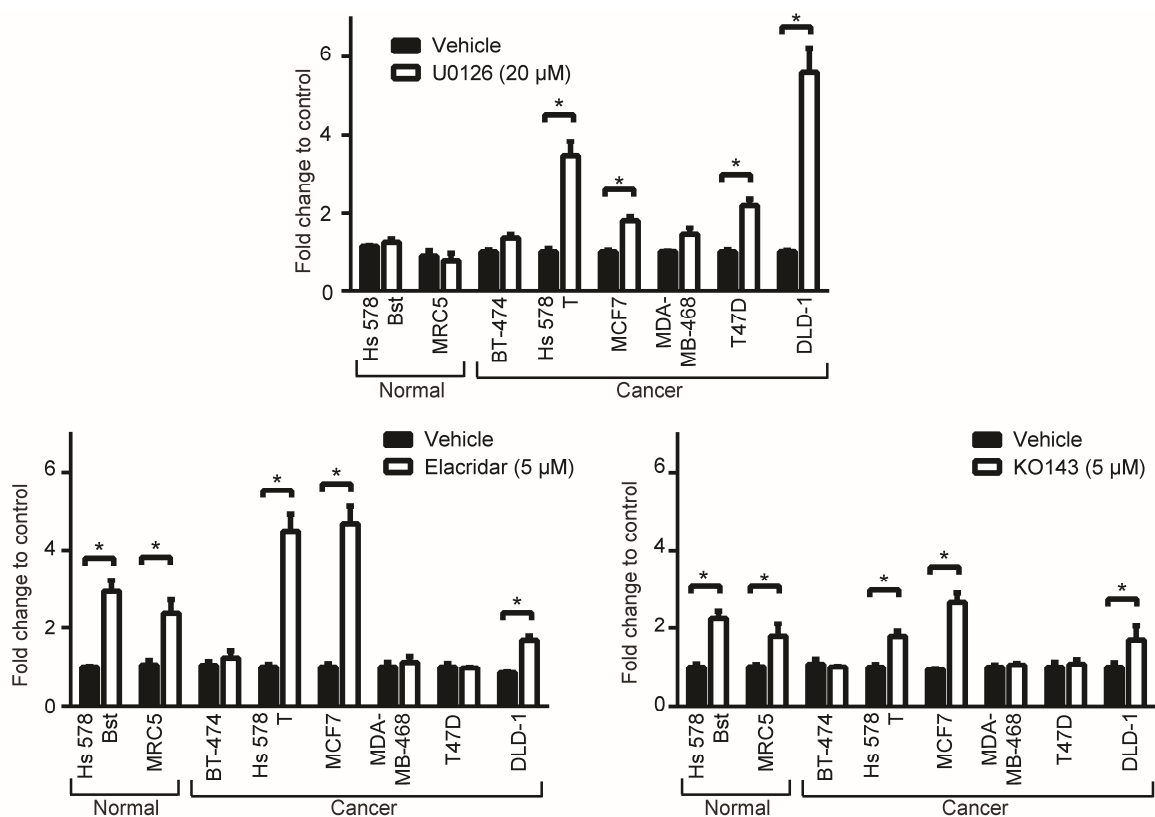 Vehicle
U0126 (20 µM)
Fold change to control
6
4
2
0
*
*
*
*
Hs 578
Bst
MRC5
BT-474
Hs 578
T
MCF7
MDA-
MB-468
T47D
DLD-1
Normal
Cancer
Vehicle
Elacridar (5 µM)
Fold change to control
6
4
2
0
*
*
*
*
*
Hs 578
Bst
MRC5
BT-474
Hs 578
T
MCF7
MDA-
MB-468
T47D
DLD-1
Normal
Cancer
Vehicle
KO143 (5 µM)
Fold change to control
6
4
2
0
*
*
*
*
*
Hs 578
Bst
MRC5
BT-474
Hs 578
T
MCF7
MDA-
MB-468
T47D
DLD-1
Normal
Cancer